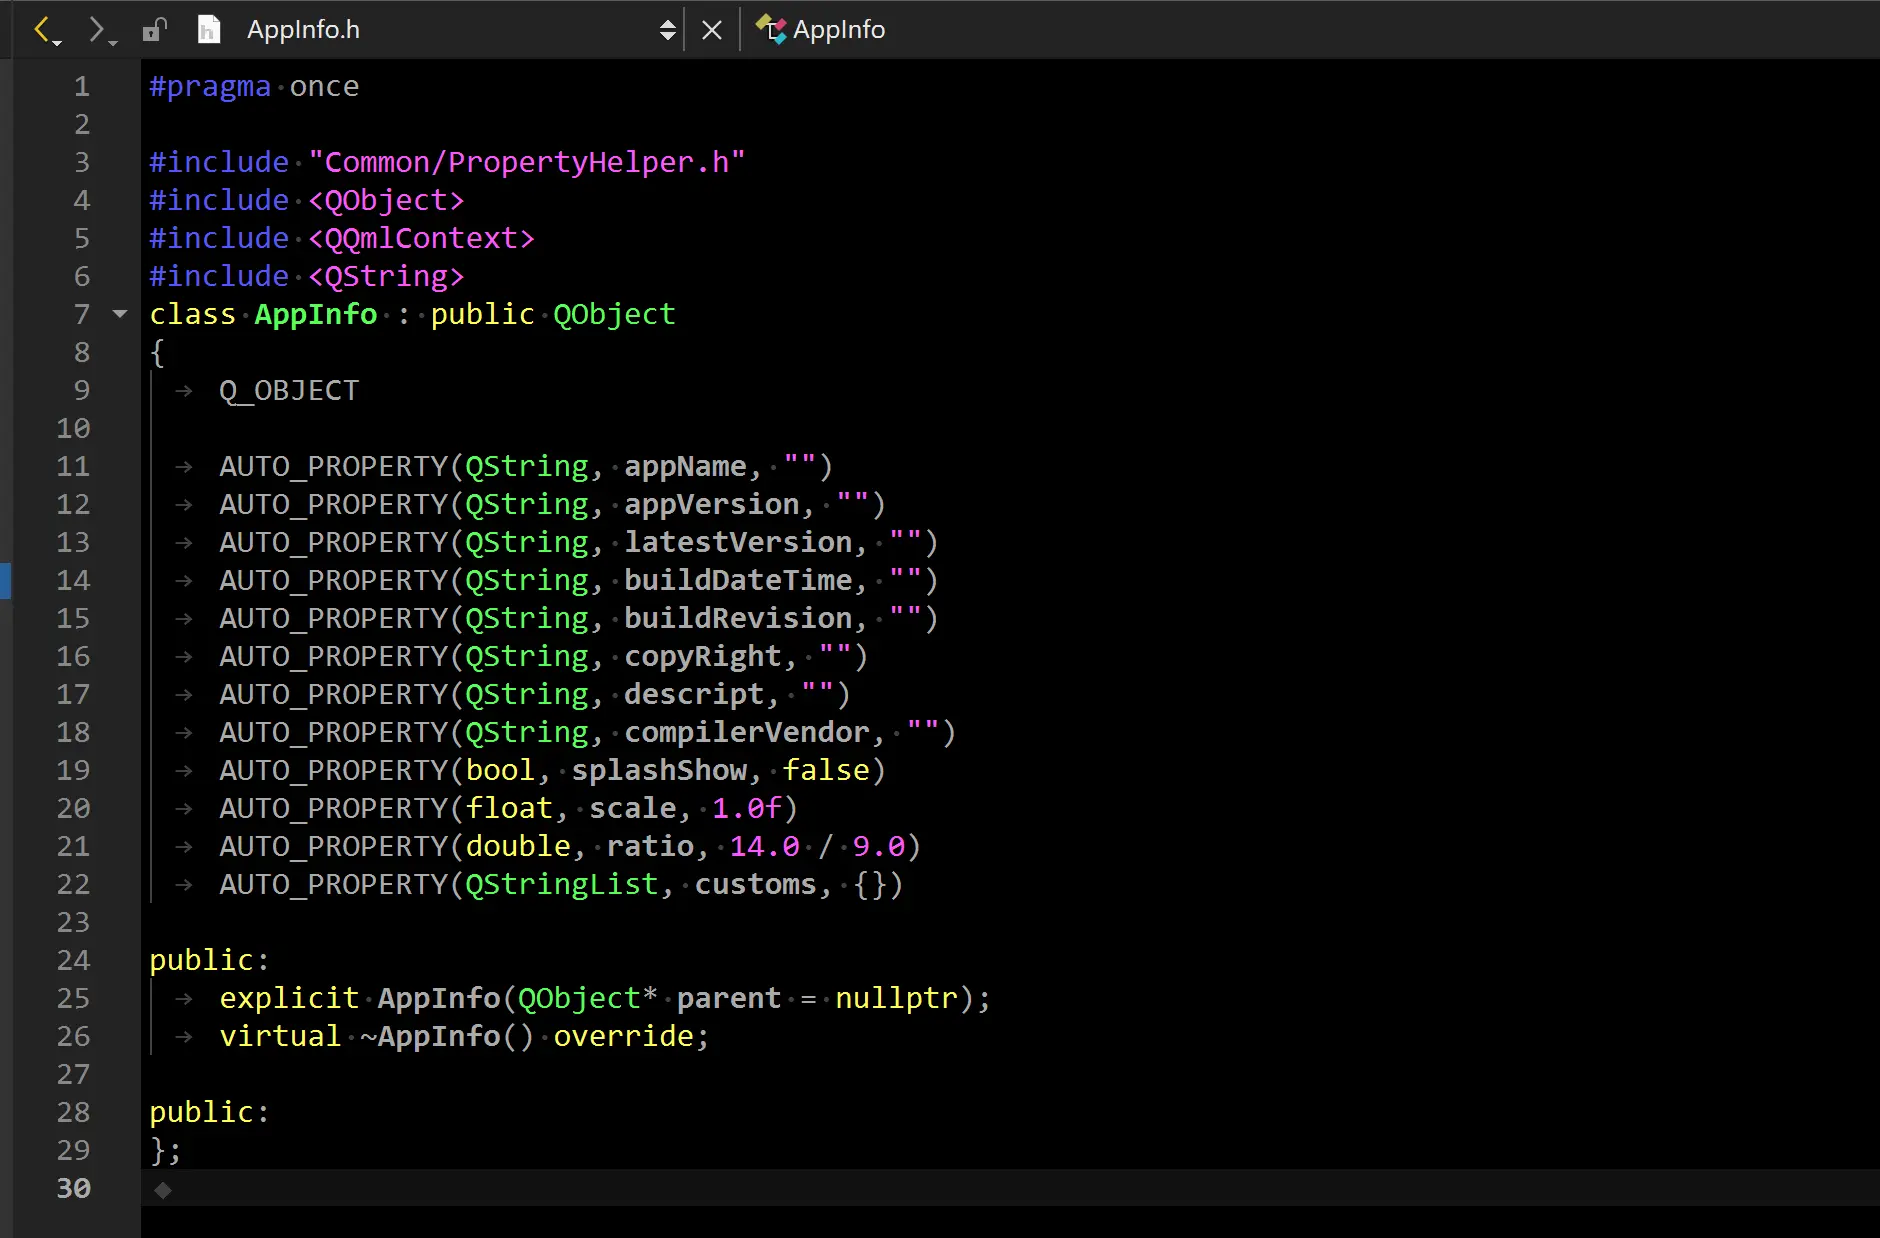 AppInfo.h AppInfo
1 #pragma once
2
3 #include "Common/PropertyHelper.h"
4 #include <QObject>
5 #include <QQmlContext>
6 #include <QString>
7 class AppInfo : public QObject
8 {
9 Q_OBJECT
10
11 AUTO_PROPERTY(QString, appName, "")
12 AUTO_PROPERTY(QString, appVersion, "")
13 AUTO_PROPERTY(QString, latestVersion, "")
14 AUTO_PROPERTY(QString, buildDateTime, "")
15 AUTO_PROPERTY(QString, buildRevision, "")
16 AUTO_PROPERTY(QString, copyRight, "")
17 AUTO_PROPERTY(QString, descript, "")
18 AUTO_PROPERTY(QString, compilerVendor, "")
19 AUTO_PROPERTY(bool, splashShow, false)
20 AUTO_PROPERTY(float, scale, 1.0f)
21 AUTO_PROPERTY(double, ratio, 14.0 / 9.0)
22 AUTO_PROPERTY(QStringList, customs, {})
23
24 public:
25 explicit AppInfo(QObject* parent = nullptr);
26 virtual ~AppInfo() override;
27
28 public:
29 };
30